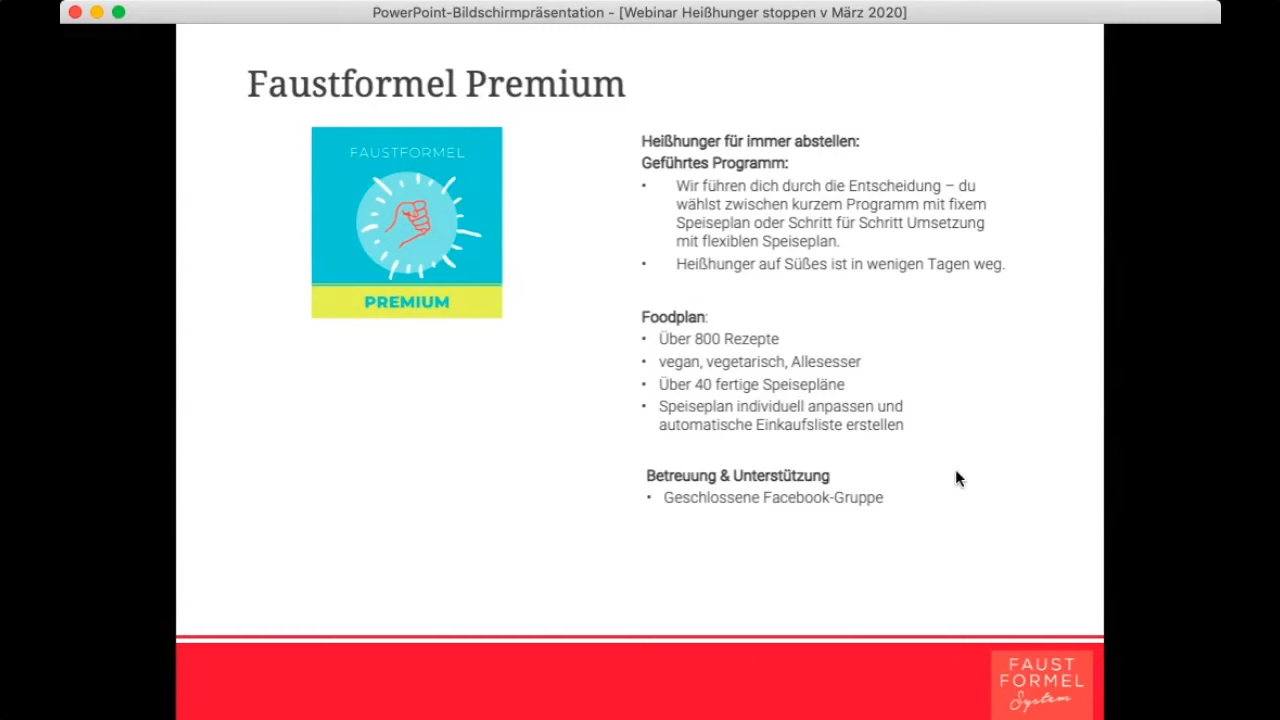 PowerPoint-Bildschirmpräsentation - [Webinar Heißhunger stoppen v März 2020]
Faustformel Premium
FAUSTFORMEL
PREMIUM
Heißhunger für immer abstellen:
Geführtes Programm:
• Wir führen dich durch die Entscheidung – du
wählst zwischen kurzem Programm mit fixem
Speiseplan oder Schritt für Schritt Umsetzung
mit flexiblen Speiseplan.
• Heißhunger auf Süßes ist in wenigen Tagen weg.
Foodplan:
• Über 800 Rezepte
• vegan, vegetarisch, Allesesser
• Über 40 fertige Speisepläne
• Speiseplan individuell anpassen und
automatische Einkaufsliste erstellen
Betreuung & Unterstützung
• Geschlossene Facebook-Gruppe
FAUST
FORMEL
System